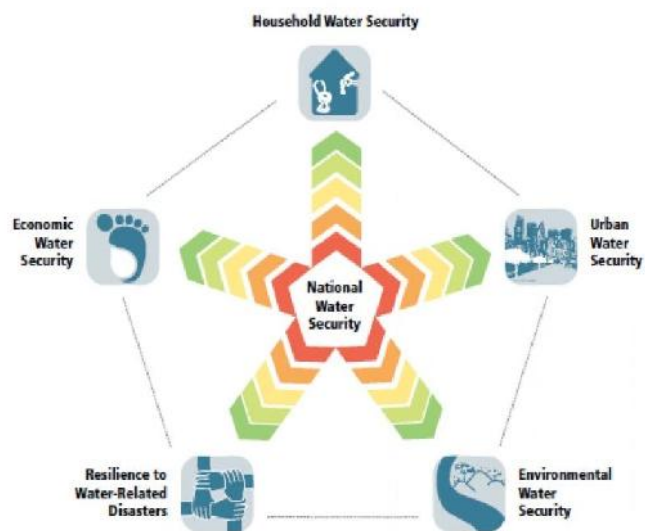 Household Water Security
Economic
Water
Security
Urban
Water
Security
National
Water
Security
Resilience to
Water-Related
Disasters
Environmental
Water
Security